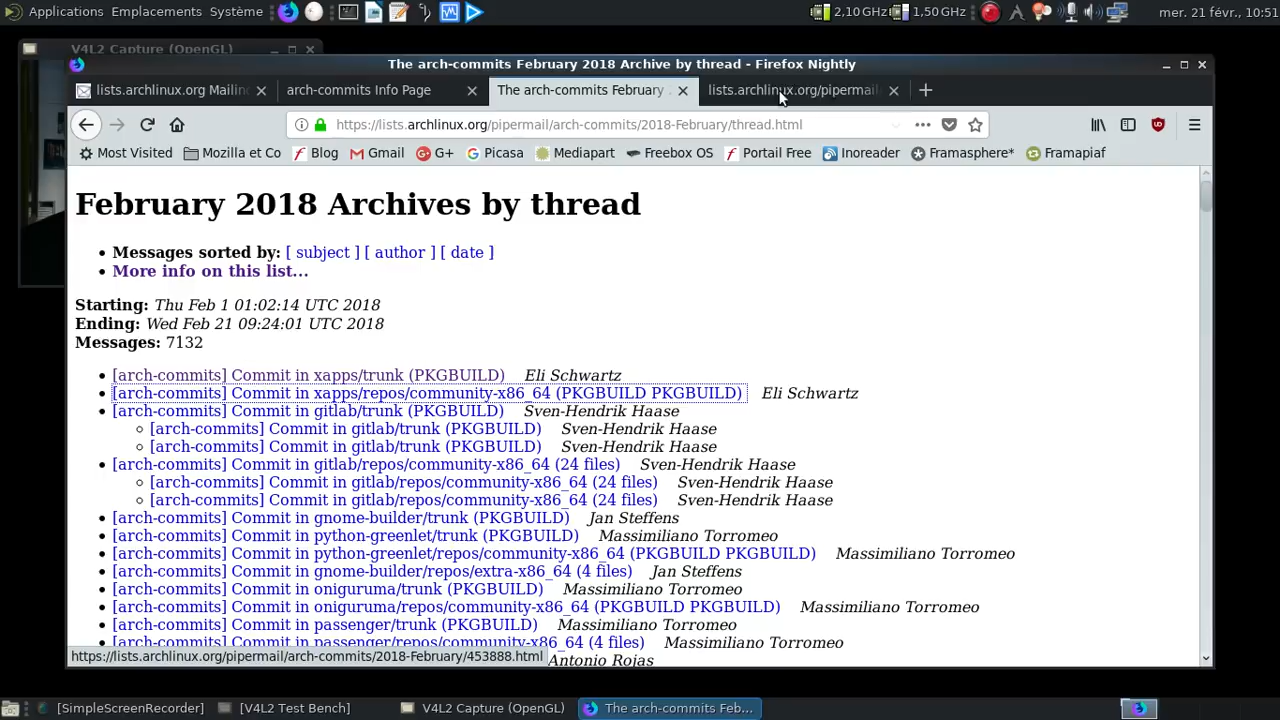 Applications Emplacements Système 2,10 GHz 1,50 GHz mer. 21 févr., 10:51
V4L2 Capture (OpenGL)
The arch-commits February 2018 Archive by thread - Firefox Nightly
lists.archlinux.org Mailin arch-commits Info Page The arch-commits February lists.archlinux.org/pipermail
https://lists.archlinux.org/pipermail/arch-commits/2018-February/thread.html
Most Visited Mozilla et Co Blog Gmail G+ Picasa Mediapart Freebox OS Portail Free Inoreader Framasphere* Framapiaf
February 2018 Archives by thread
• Messages sorted by: [ subject ] [ author ] [ date ]
• More info on this list...
Starting: Thu Feb 1 01:02:14 UTC 2018
Ending: Wed Feb 21 09:24:01 UTC 2018
Messages: 7132
• [arch-commits] Commit in xapps/trunk (PKGBUILD) Eli Schwartz
• [arch-commits] Commit in xapps/repos/community-x86_64 (PKGBUILD PKGBUILD) Eli Schwartz
• [arch-commits] Commit in gitlab/trunk (PKGBUILD) Sven-Hendrik Haase
◦ [arch-commits] Commit in gitlab/trunk (PKGBUILD) Sven-Hendrik Haase
◦ [arch-commits] Commit in gitlab/trunk (PKGBUILD) Sven-Hendrik Haase
• [arch-commits] Commit in gitlab/repos/community-x86_64 (24 files) Sven-Hendrik Haase
◦ [arch-commits] Commit in gitlab/repos/community-x86_64 (24 files) Sven-Hendrik Haase
◦ [arch-commits] Commit in gitlab/repos/community-x86_64 (24 files) Sven-Hendrik Haase
• [arch-commits] Commit in gnome-builder/trunk (PKGBUILD) Jan Steffens
• [arch-commits] Commit in python-greenlet/trunk (PKGBUILD) Massimiliano Torromeo
• [arch-commits] Commit in python-greenlet/repos/community-x86_64 (PKGBUILD PKGBUILD) Massimiliano Torromeo
• [arch-commits] Commit in gnome-builder/repos/extra-x86_64 (4 files) Jan Steffens
• [arch-commits] Commit in oniguruma/trunk (PKGBUILD) Massimiliano Torromeo
• [arch-commits] Commit in oniguruma/repos/community-x86_64 (PKGBUILD PKGBUILD) Massimiliano Torromeo
• [arch-commits] Commit in passenger/trunk (PKGBUILD) Massimiliano Torromeo
• [arch-commits] Commit in passenger/repos/community-x86_64 (4 files) Massimiliano Torromeo
https://lists.archlinux.org/pipermail/arch-commits/2018-February/453888.html Antonio Rojas
[SimpleScreenRecorder] [V4L2 Test Bench] V4L2 Capture (OpenGL) The arch-commits Feb...